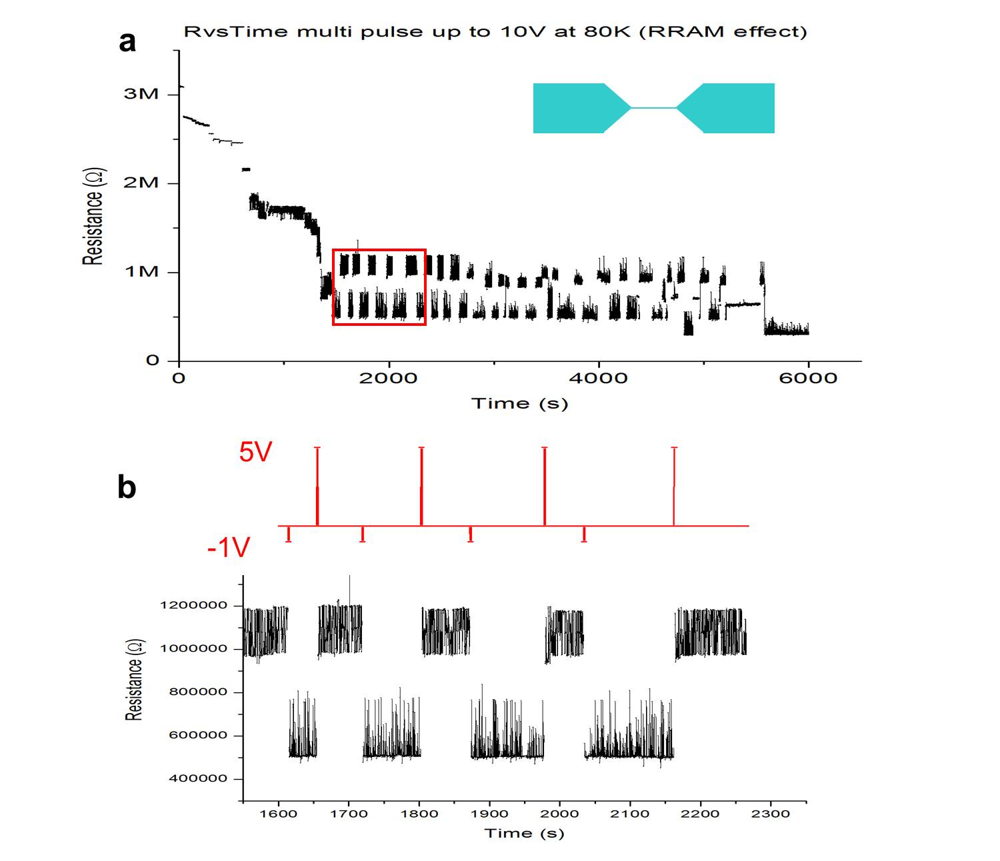 a
RvsTime multi pulse up to 10V at 80K (RRAM effect)
Resistance (Ω)
3M
2M
1M
0
0 2000 4000 6000
Time (s)
b
5V
-1V
Resistance (Ω)
1200000
1000000
800000
600000
400000
1600 1700 1800 1900 2000 2100 2200 2300
Time (s)